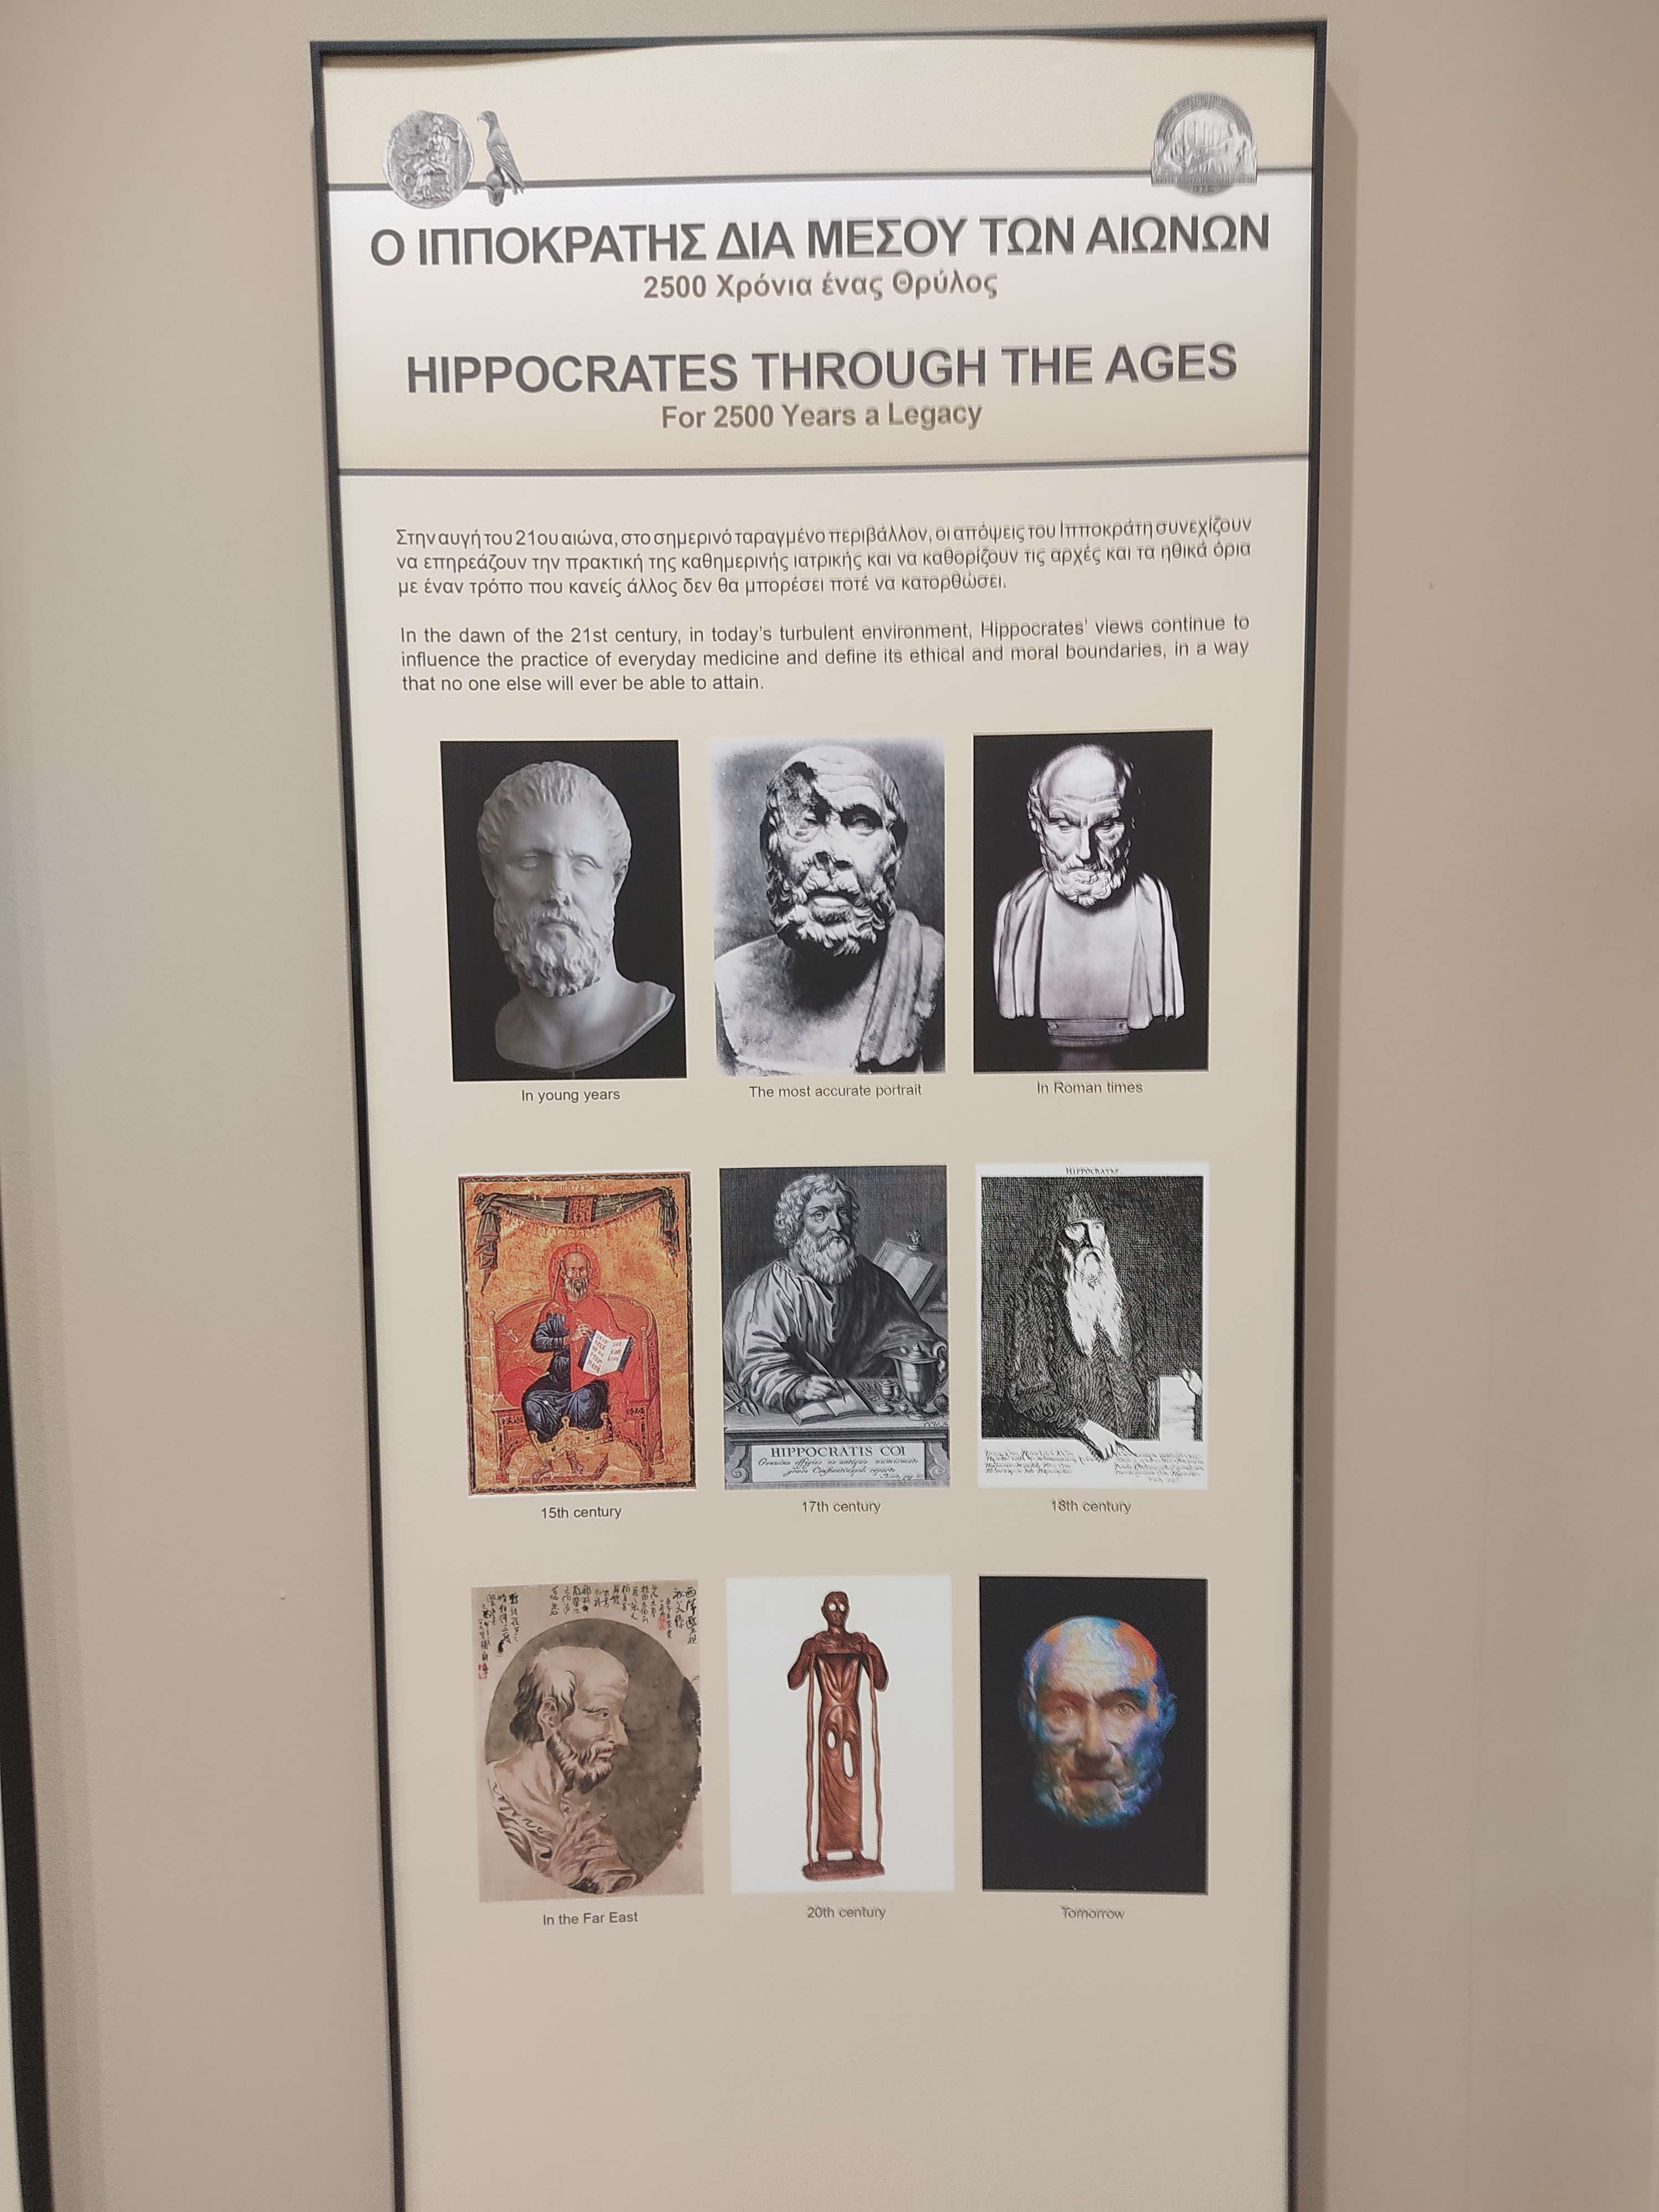 Ο ΙΠΠΟΚΡΑΤΗΣ ΔΙΑ ΜΕΣΟΥ ΤΩΝ ΑΙΩΝΩΝ
2500 Χρόνια ένας Θρύλος
HIPPOCRATES THROUGH THE AGES
For 2500 Years a Legacy
Στην αυγή του 21ου αιώνα, στο σημερινό ταραγμένο περιβάλλον, οι απόψεις του Ιπποκράτη συνεχίζουν
να επηρεάζουν την πρακτική της καθημερινής ιατρικής και να καθορίζουν τις αρχές και τα ηθικά όρια
με έναν τρόπο που κανείς άλλος δεν θα μπορέσει ποτέ να κατορθώσει.
In the dawn of the 21st century, in today's turbulent environment, Hippocrates' views continue to
influence the practice of everyday medicine and define its ethical and moral boundaries, in a way
that no one else will ever be able to attain.
In young years
The most accurate portrait
In Roman times
HIPPOCRATIS COI
15th century
17th century
18th century
In the Far East
20th century
Tomorrow